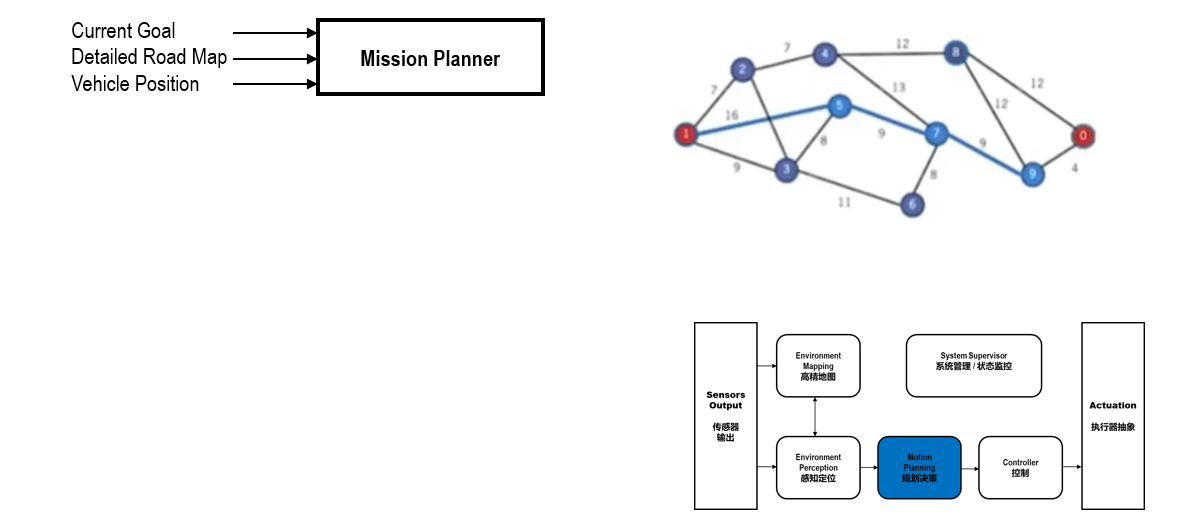 Current Goal
Detailed Road Map
Vehicle Position
Mission Planner
7
12
2
4
8
7
13
12
12
16
5
1
9
7
0
8
9
9
3
9
4
8
11
6
Sensors
Output
传感器
输出
Environment
Mapping
高精地图
System Supervisor
系统管理 / 状态监控
Actuation
执行器抽象
Environment
Perception
感知定位
Motion
Planning
规划决策
Controller
控制